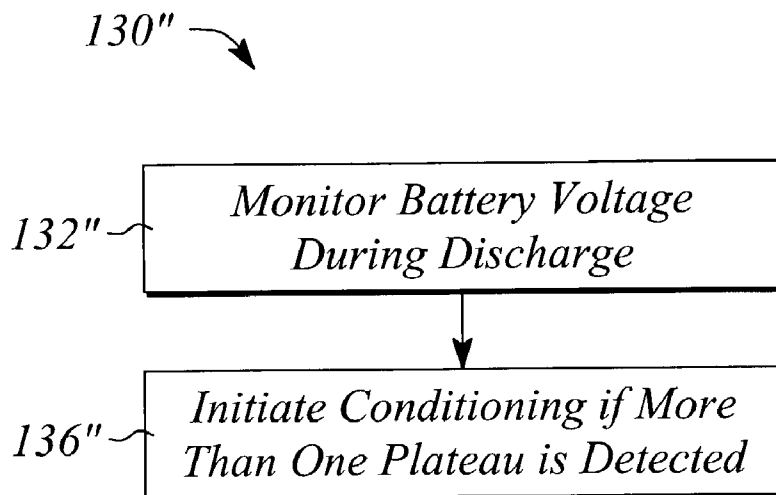 130"
132"
Monitor Battery Voltage
During Discharge
136"
Initiate Conditioning if More
Than One Plateau is Detected